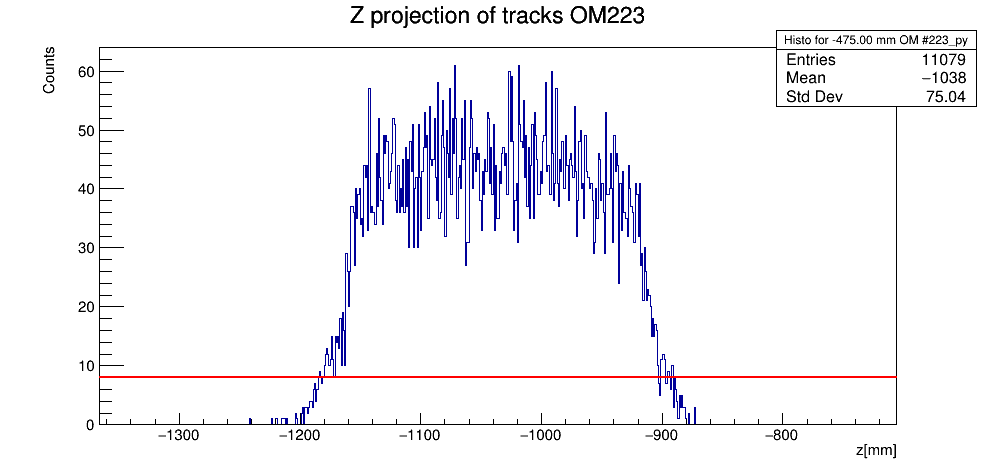 Z projection of tracks OM223
Histo for -475.00 mm OM #223_py
Entries 11079
Mean −1038
Std Dev 75.04
Counts
60
50
40
30
20
10
0
−1300 −1200 −1100 −1000 −900 −800
z[mm]